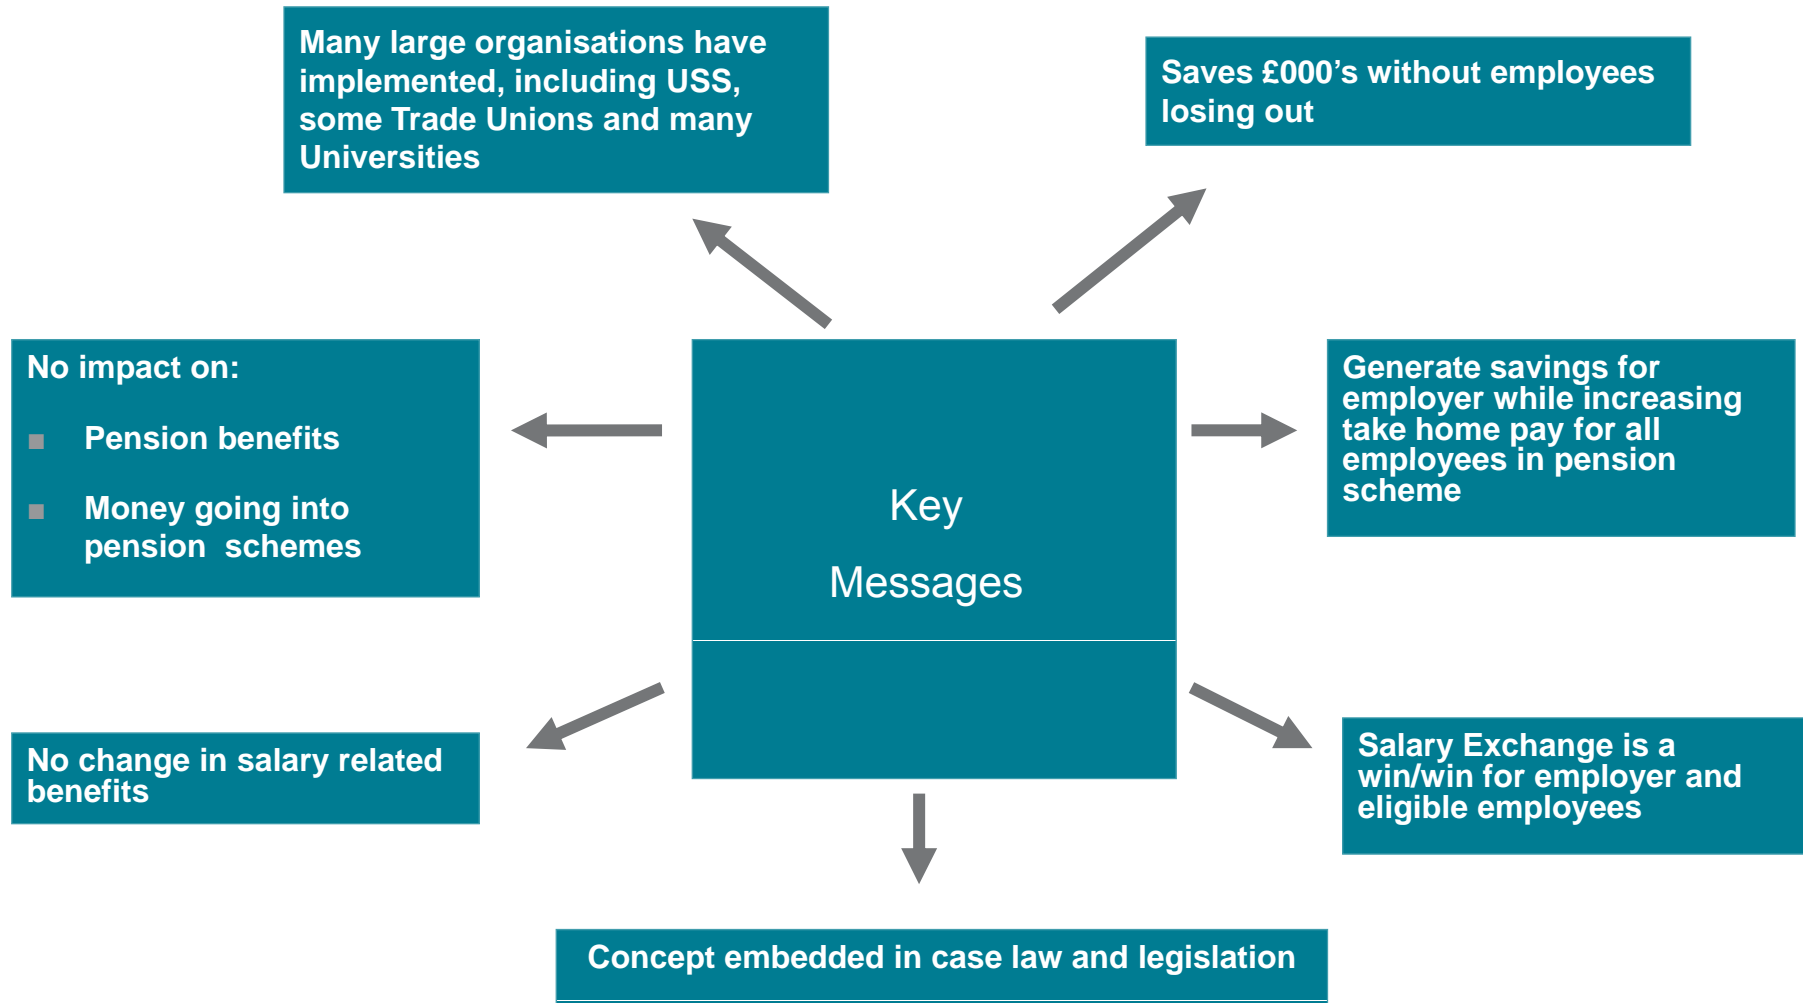 Many large organisations have
implemented, including USS,
some Trade Unions and many
Universities
Saves £000’s without employees
losing out
No impact on:
Pension benefits
Money going into
pension schemes
Key
Messages
Generate savings for
employer while increasing
take home pay for all
employees in pension
scheme
No change in salary related
benefits
Salary Exchange is a
win/win for employer and
eligible employees
Concept embedded in case law and legislation